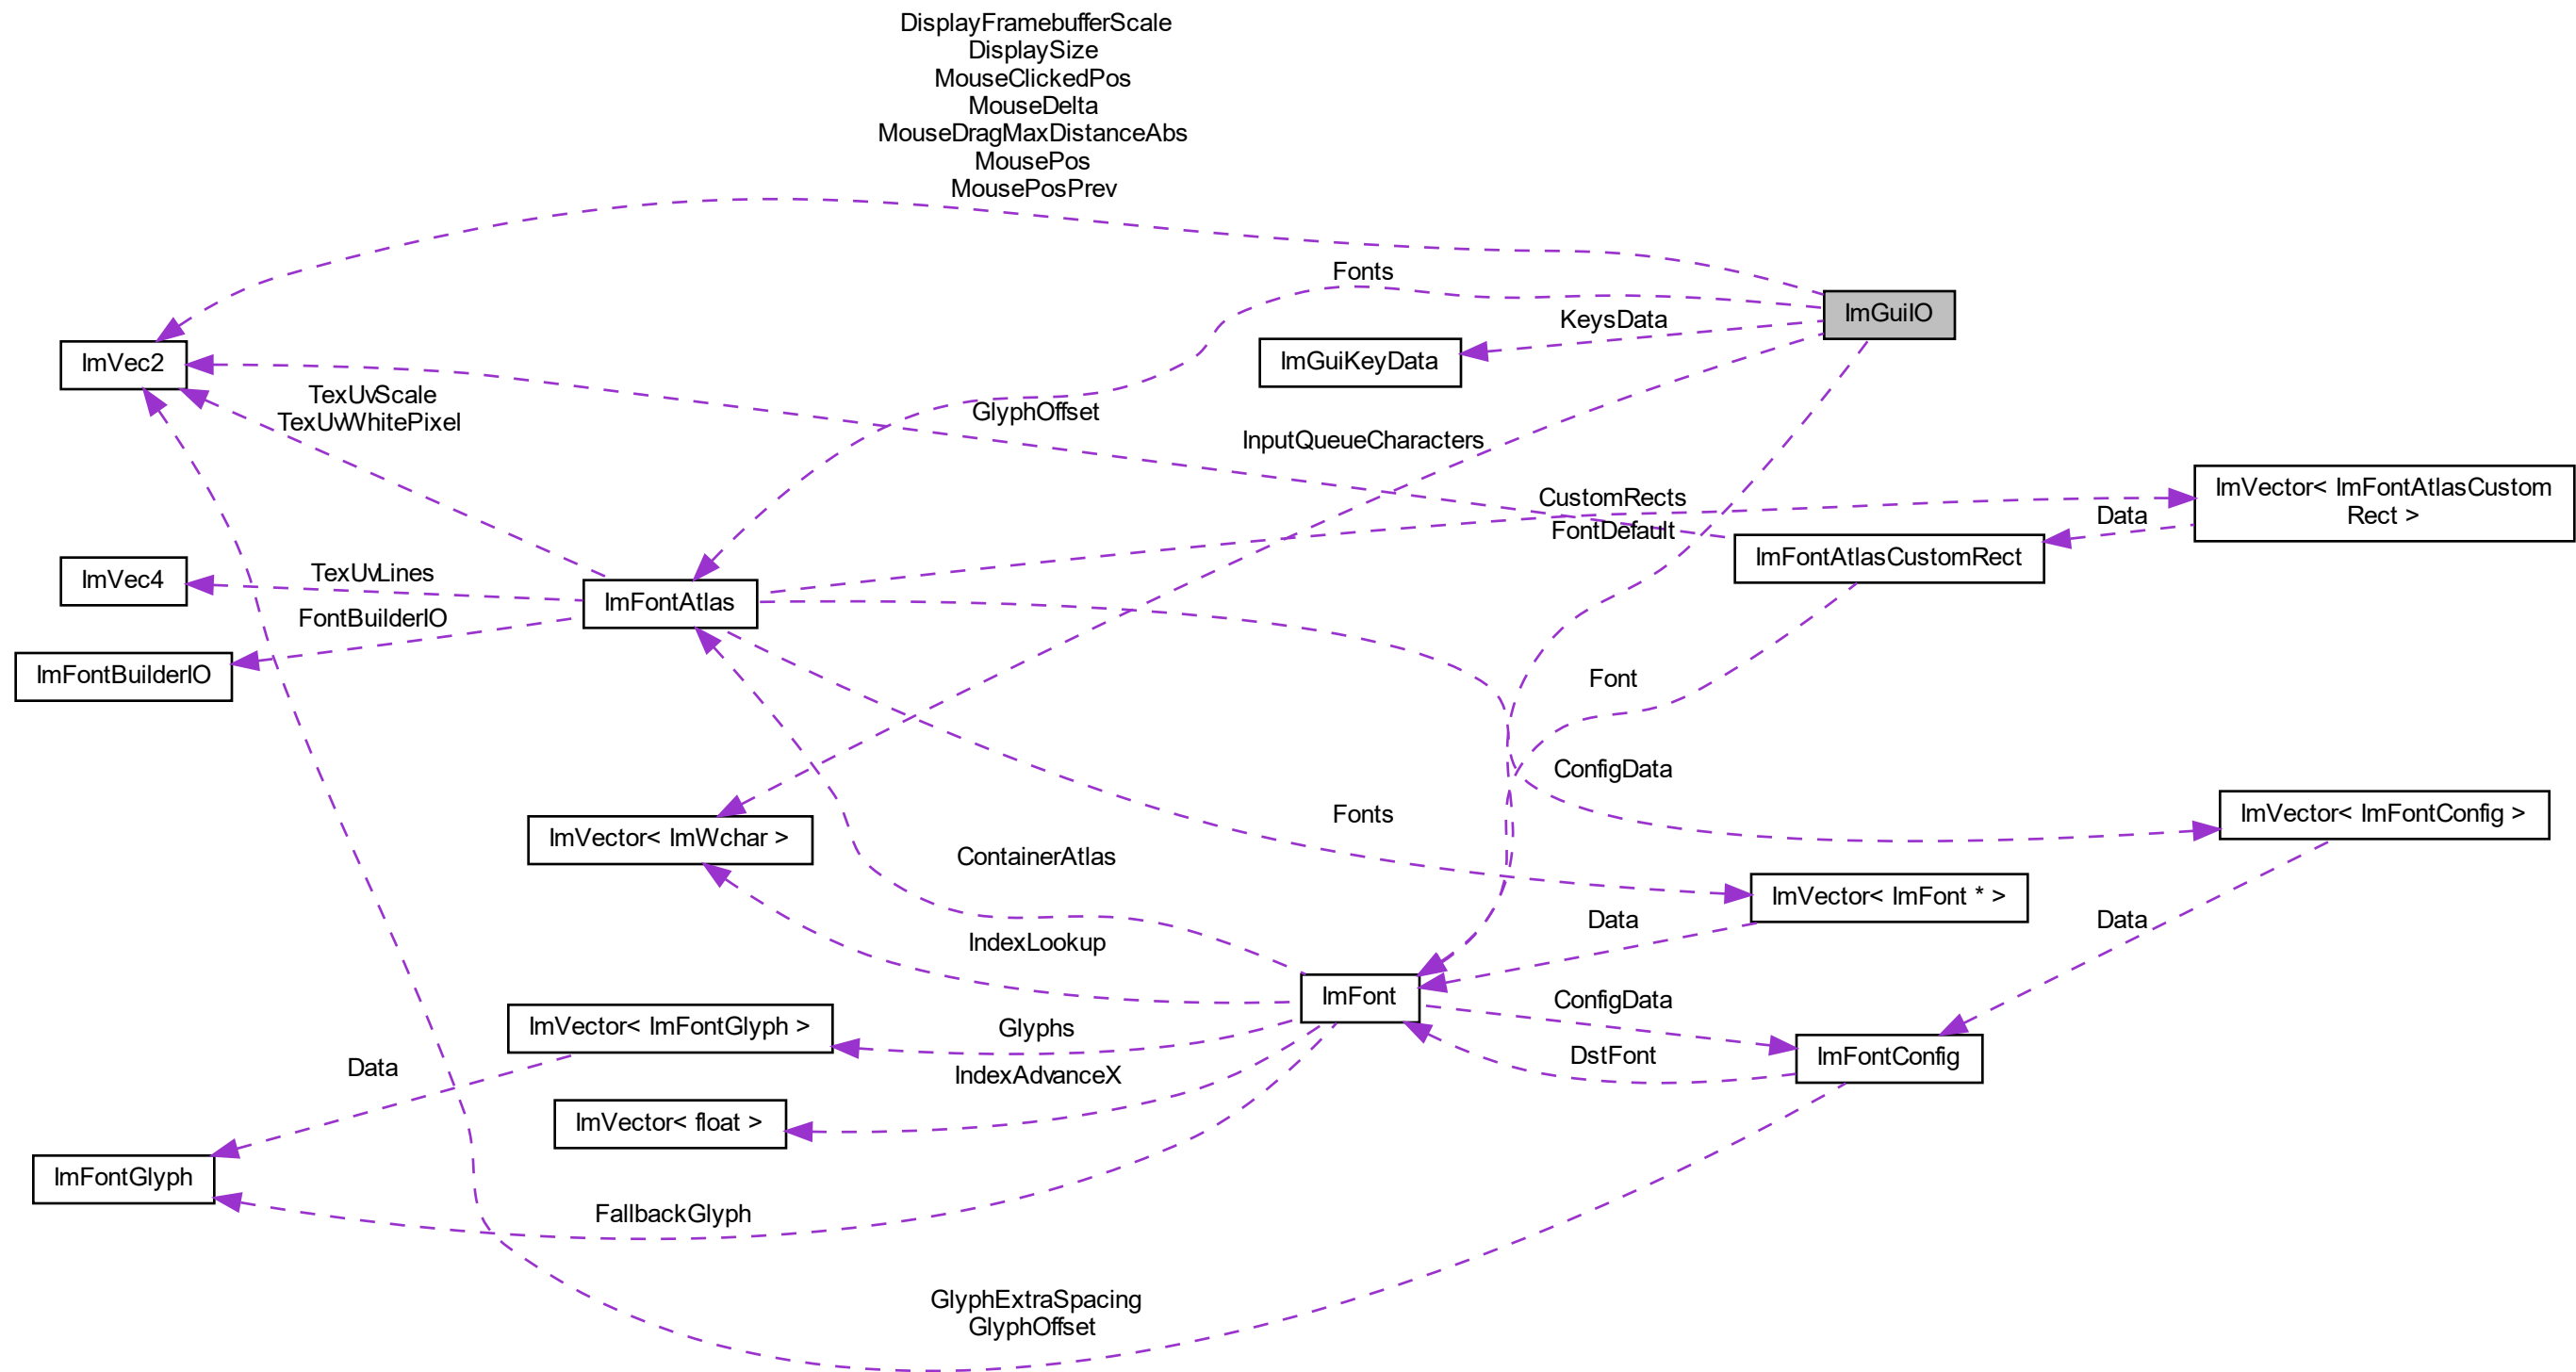 DisplayFramebufferScale
DisplaySize
MouseClickedPos
MouseDelta
MouseDragMaxDistanceAbs
MousePos
MousePosPrev
Fonts
ImGuiIO
KeysData
ImGuiKeyData
ImVec2
TexUvScale
TexUvWhitePixel
GlyphOffset
InputQueueCharacters
CustomRects
FontDefault
ImVector< ImFontAtlasCustom
Rect >
Data
ImFontAtlasCustomRect
ImVec4
TexUvLines
ImFontAtlas
FontBuilderIO
ImFontBuilderIO
Font
ConfigData
ImVector< ImFontConfig >
ImVector< ImWchar >
Fonts
ContainerAtlas
ImVector< ImFont * >
Data
Data
IndexLookup
ImFont
ConfigData
ImVector< ImFontGlyph >
Glyphs
DstFont
ImFontConfig
Data
IndexAdvanceX
ImVector< float >
ImFontGlyph
FallbackGlyph
GlyphExtraSpacing
GlyphOffset